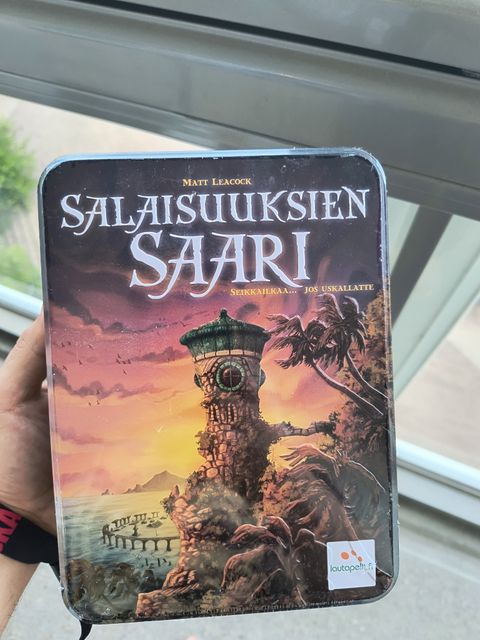 MATT LEACOCK
SALAISUUKSIEN
SAARI
SEIKKAILKAA... JOS USKALLATTE
lautapelit.fi